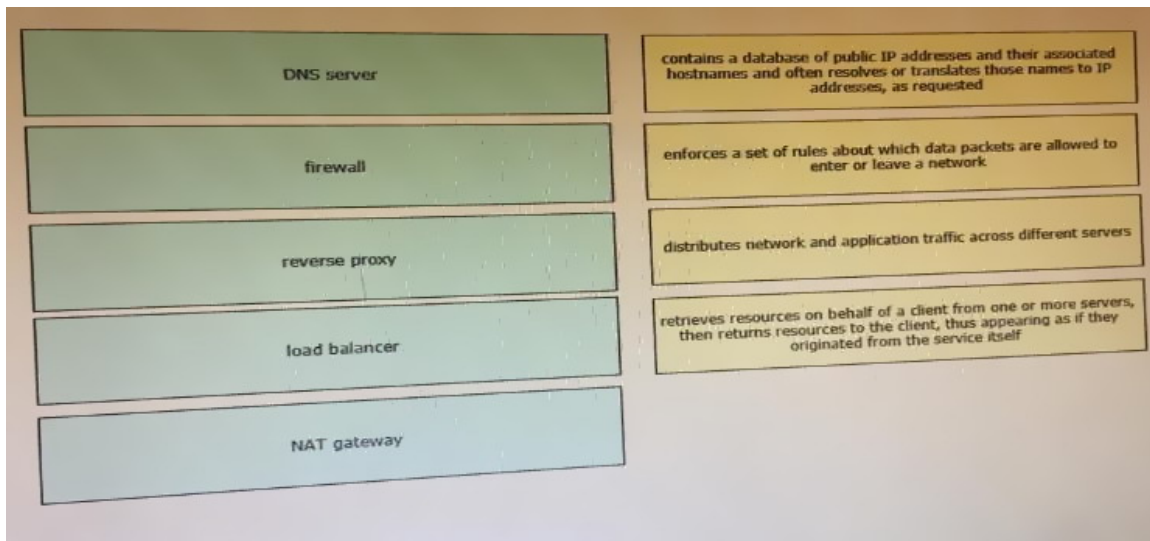 DNS server
firewall
reverse proxy
load balancer
NAT gateway
contains a database of public IP addresses and their associated
hostnames and often resolves or translates those names to IP
addresses, as requested
enforces a set of rules about which data packets are allowed to
enter or leave a network
distributes network and application traffic across different servers
retrieves resources on behalf of a client from one or more servers,
then returns resources to the client, thus appearing as if they
originated from the service itself